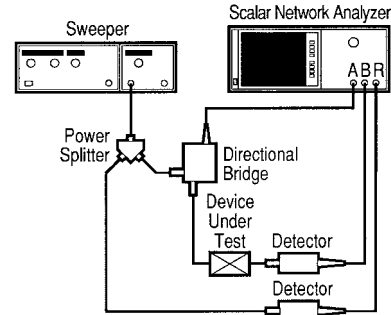 Scalar Network Analyzer
Sweeper
A B R
Power
Splitter
Directional
Bridge
Device
Under
Test
Detector
Detector